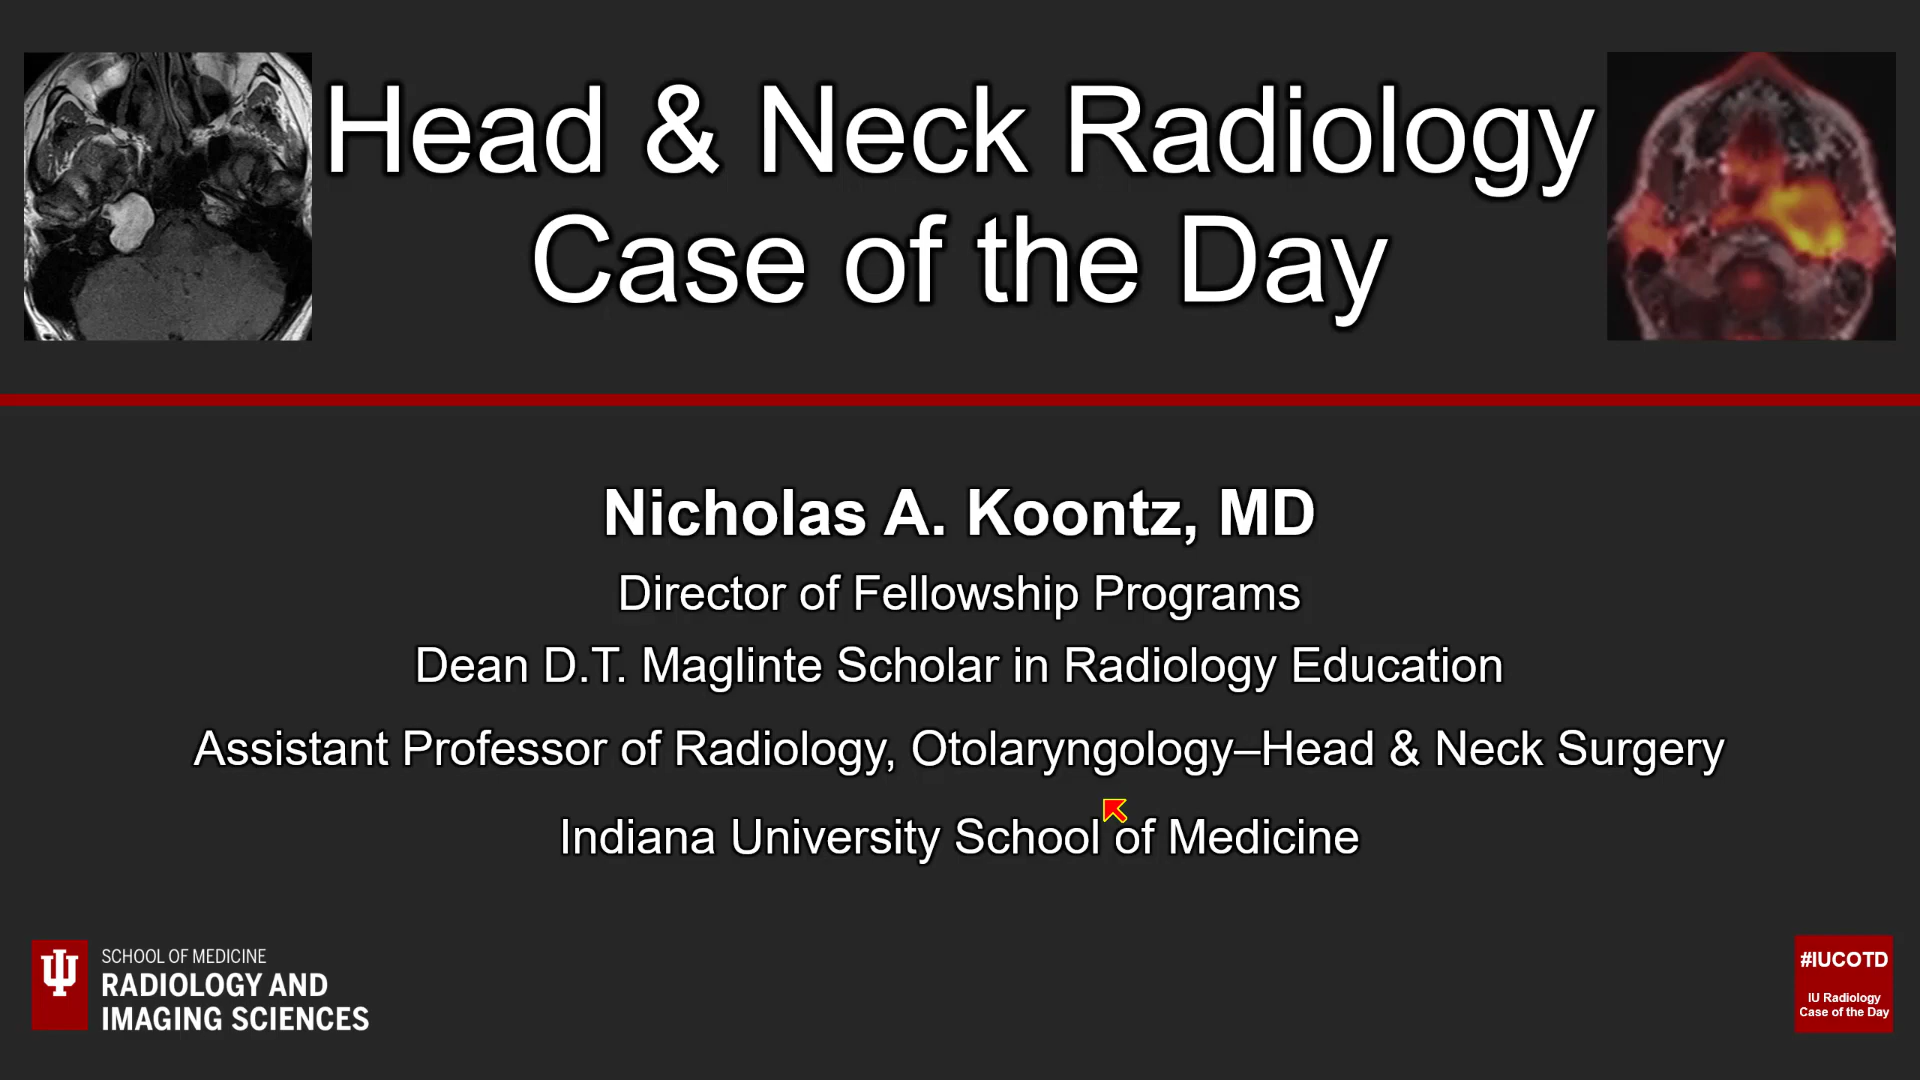 Head & Neck Radiology
Case of the Day
Nicholas A. Koontz, MD
Director of Fellowship Programs
Dean D.T. Maglinte Scholar in Radiology Education
Assistant Professor of Radiology, Otolaryngology–Head & Neck Surgery
Indiana University School of Medicine
SCHOOL OF MEDICINE
RADIOLOGY AND
IMAGING SCIENCES
#IUCOTD
IU Radiology
Case of the Day